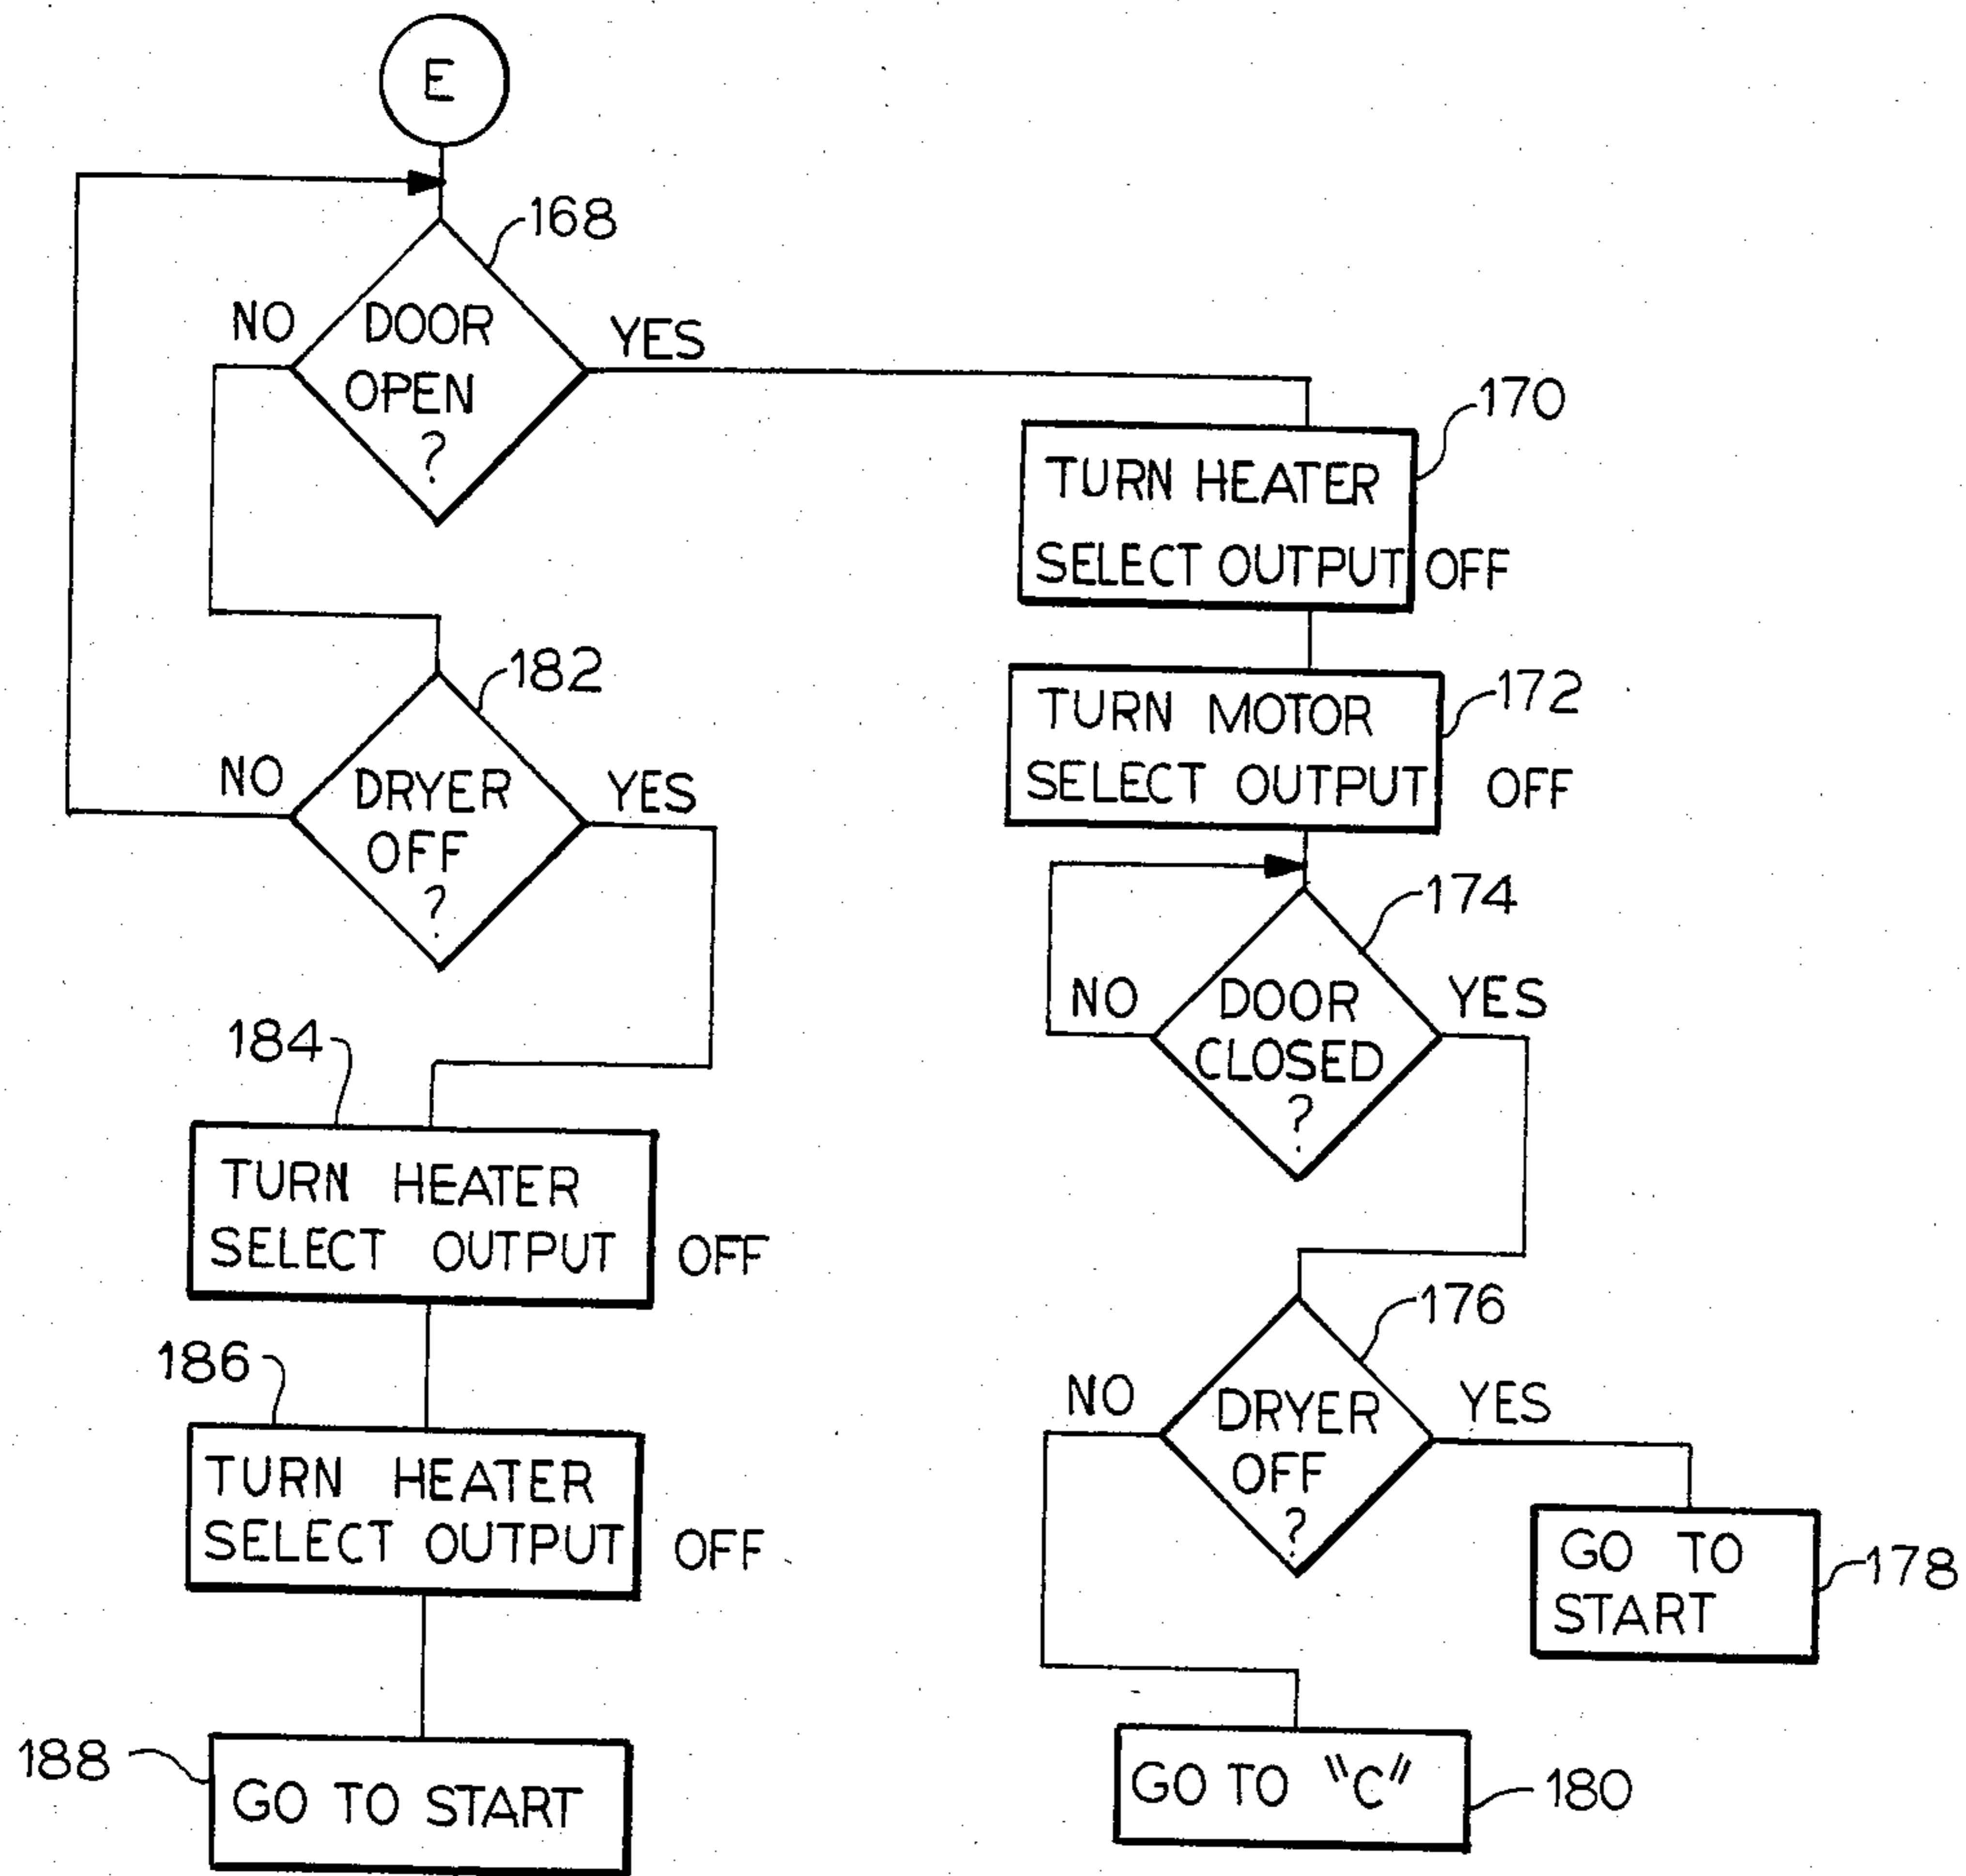 E
168
NO
DOOR
OPEN
?
YES
170
TURN HEATER
SELECT OUTPUT OFF
182
NO
DRYER
OFF
?
YES
172
TURN MOTOR
SELECT OUTPUT OFF
174
NO
DOOR
CLOSED
?
YES
184
TURN HEATER
SELECT OUTPUT OFF
176
NO
DRYER
OFF
?
YES
186
TURN HEATER
SELECT OUTPUT OFF
GO TO
START
178
188
GO TO START
GO TO "C"
180